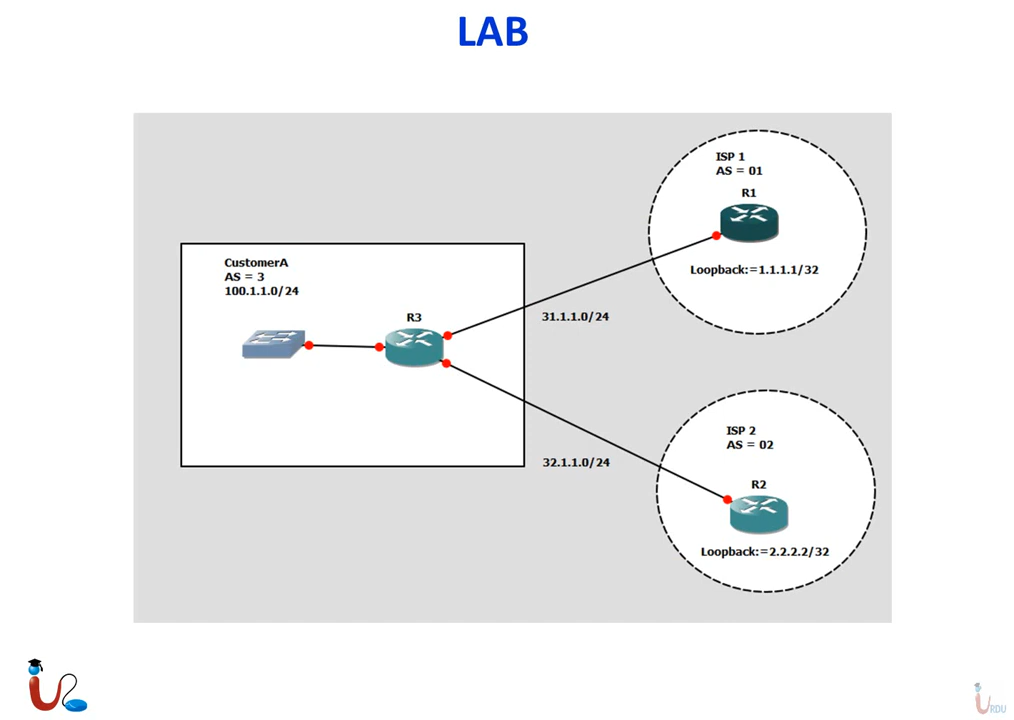 LAB
ISP 1
AS = 01
R1
Loopback:=1.1.1.1/32
CustomerA
AS = 3
100.1.1.0/24
R3
31.1.1.0/24
32.1.1.0/24
ISP 2
AS = 02
R2
Loopback:=2.2.2.2/32
URDU